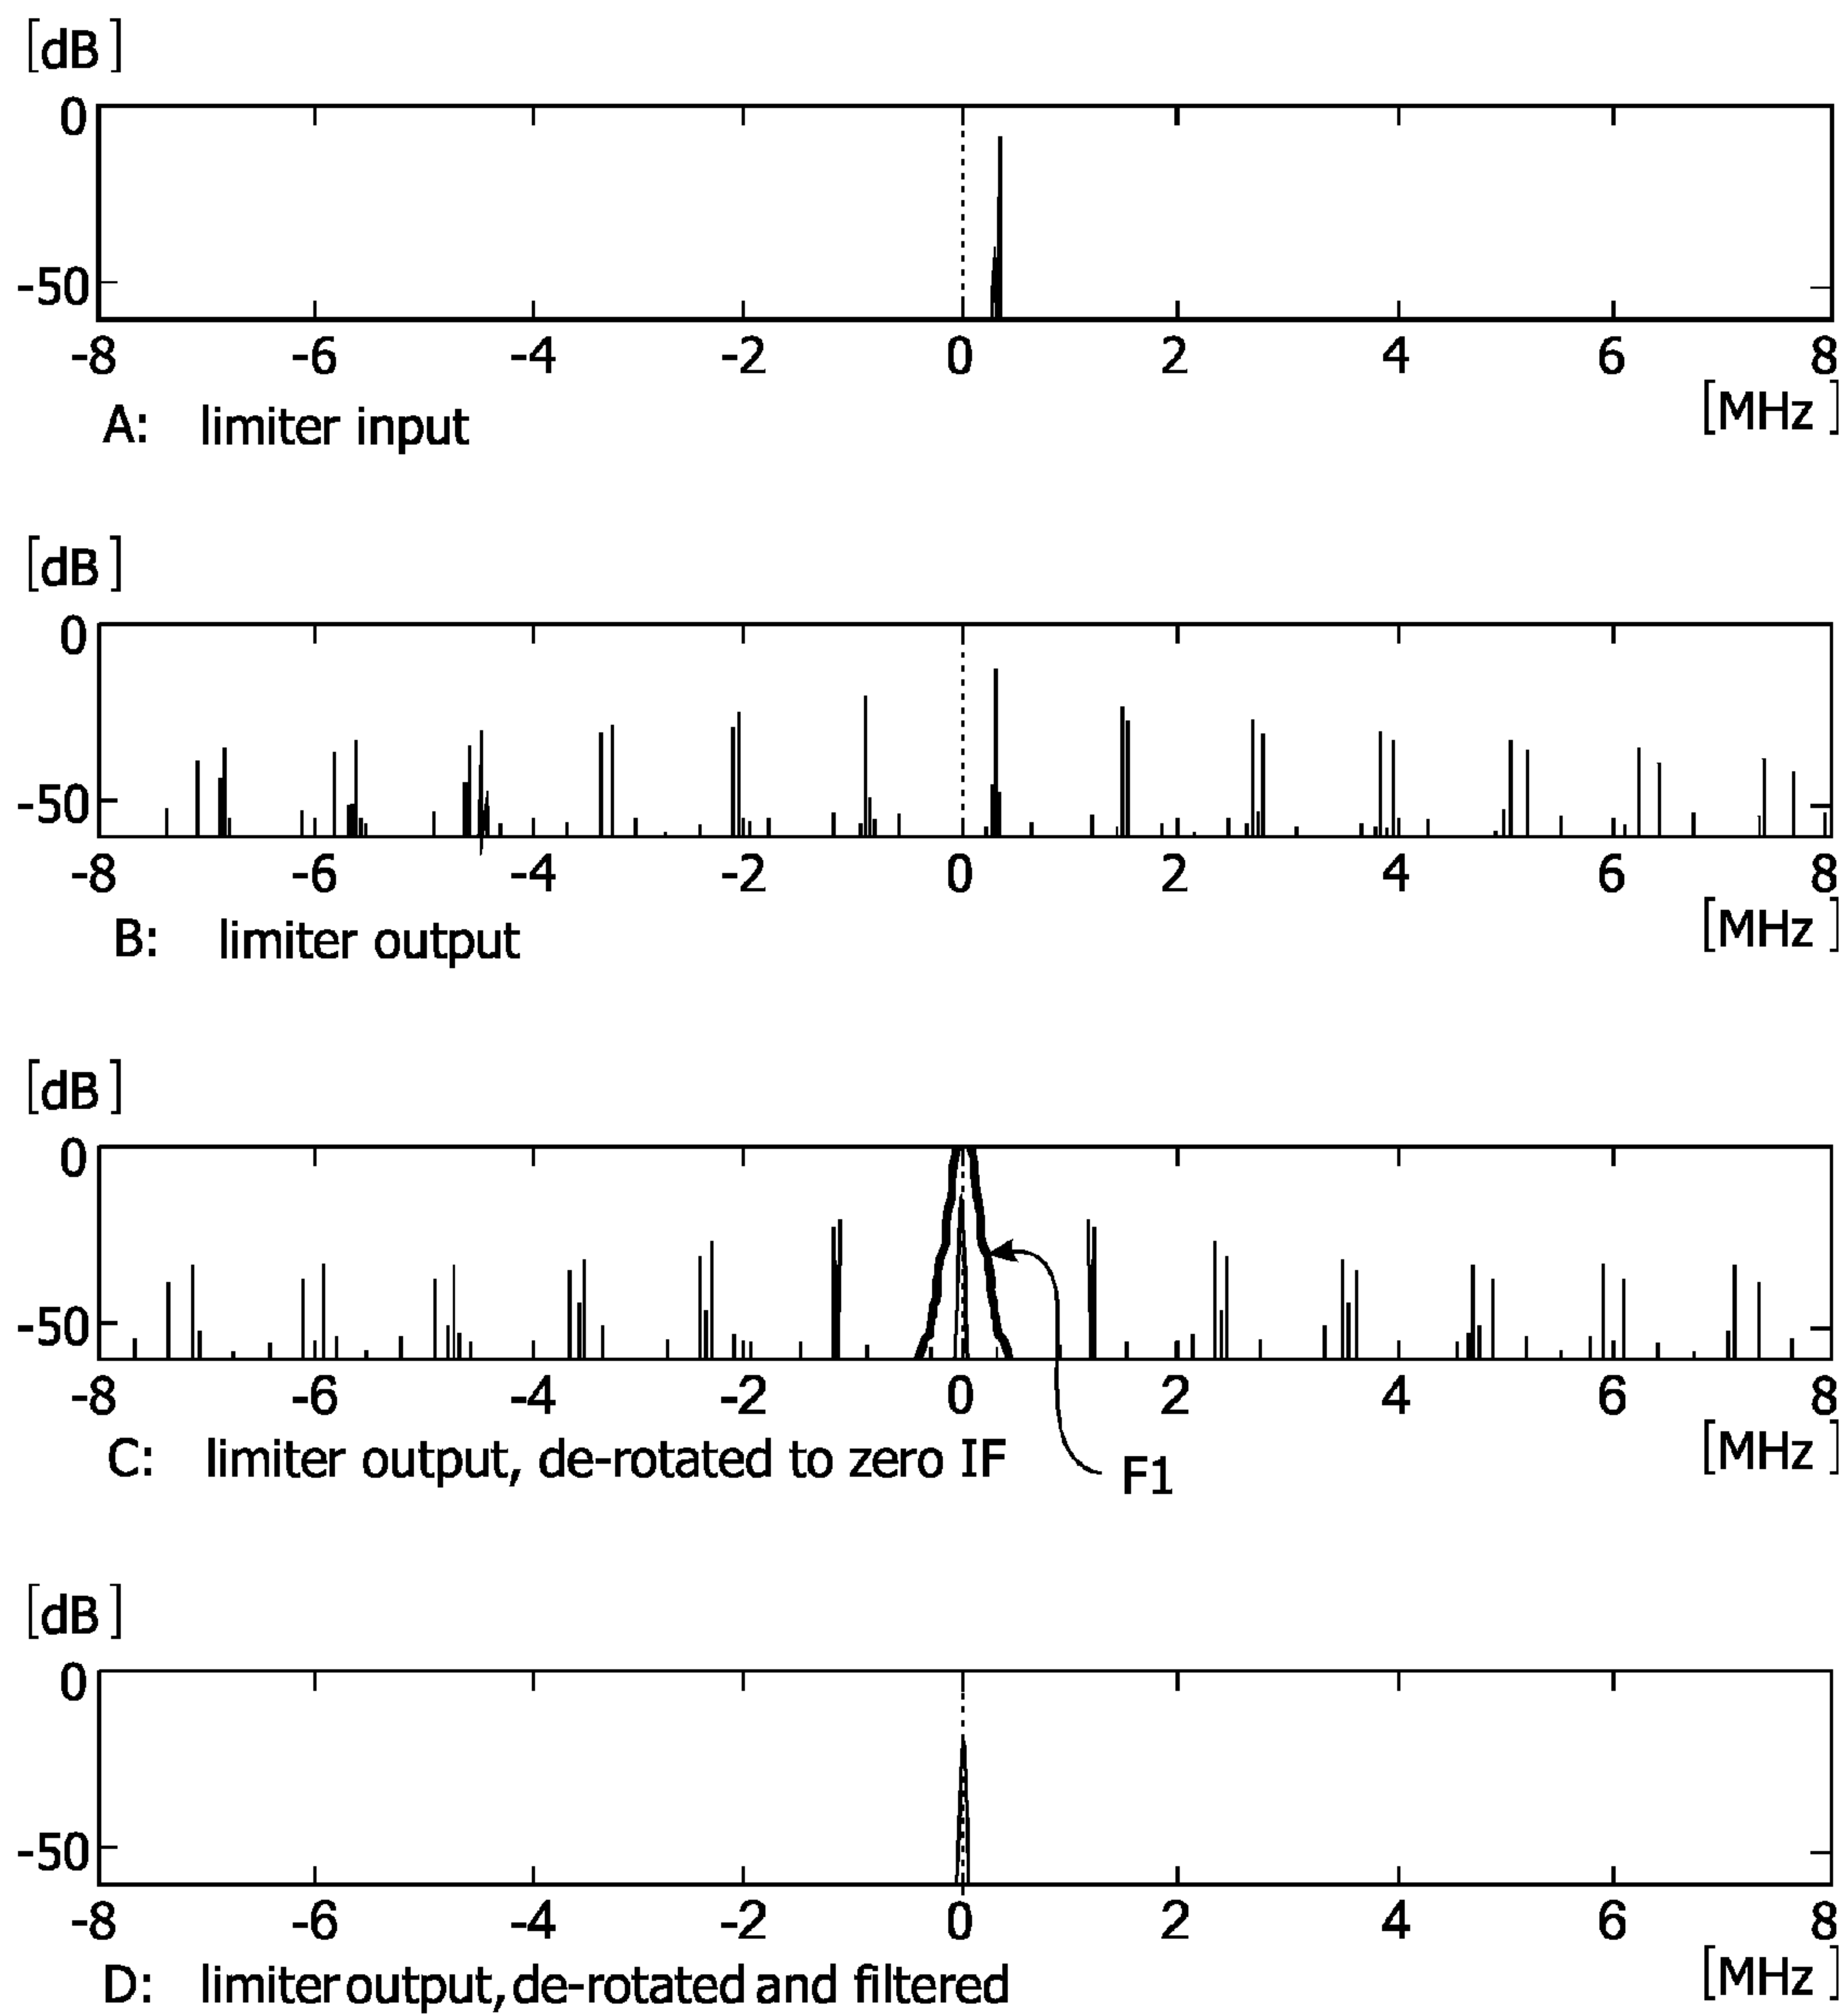 [dB]
0
-50
-8 -6 -4 -2 0 2 4 6 8
A: limiter input [MHz]
[dB]
0
-50
-8 -6 -4 -2 0 2 4 6 8
B: limiter output [MHz]
[dB]
0
-50
-8 -6 -4 -2 0 2 4 6 8
C: limiter output, de-rotated to zero IF [MHz]
F1
[dB]
0
-50
-8 -6 -4 -2 0 2 4 6 8
D: limiter output, de-rotated and filtered [MHz]